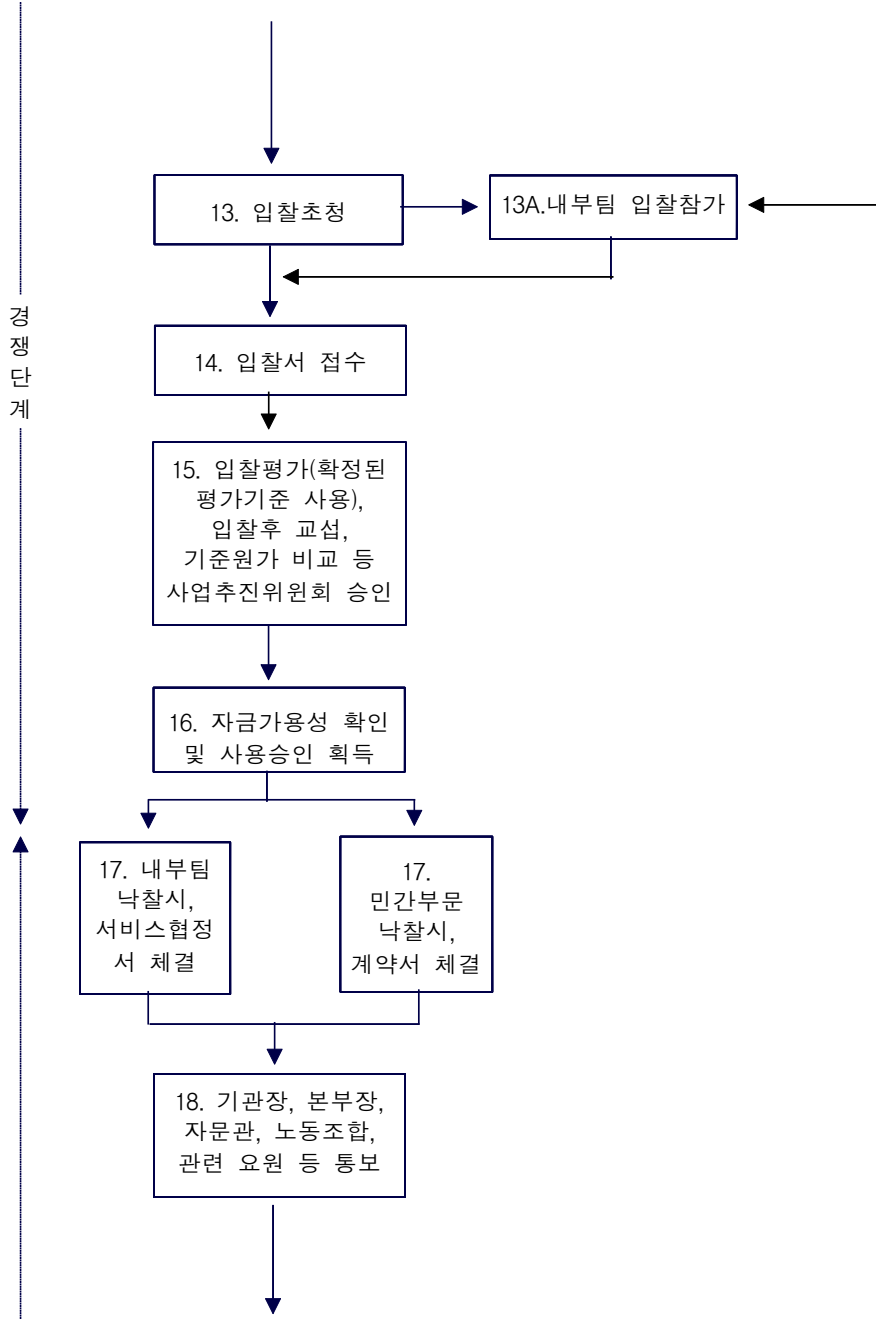 13. 입찰초청
13A.내부팀 입찰참가
경
쟁
단
계
14. 입찰서 접수
15. 입찰평가(확정된
평가기준 사용),
입찰후 교섭,
기준원가 비교 등
사업추진위윈회 승인
16. 자금가용성 확인
및 사용승인 획득
17. 내부팀
낙찰시,
서비스협정
서 체결
17.
민간부문
낙찰시,
계약서 체결
18. 기관장, 본부장,
자문관, 노동조합,
관련 요원 등 통보